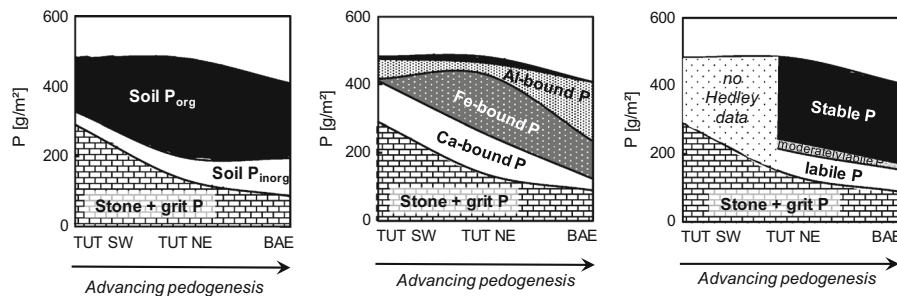 600
400
200
0
P [g/m²]
Soil P_org
Soil P_inorg
Stone + grit P
TUT SW
TUT NE
BAE
Advancing pedogenesis
600
400
200
0
P [g/m²]
Al-bound P
Fe-bound P
Ca-bound P
Stone + grit P
TUT SW
TUT NE
BAE
Advancing pedogenesis
600
400
200
0
P [g/m²]
no
Hedley
data
Stable P
moderately labile P
labile P
Stone + grit P
TUT SW
TUT NE
BAE
Advancing pedogenesis